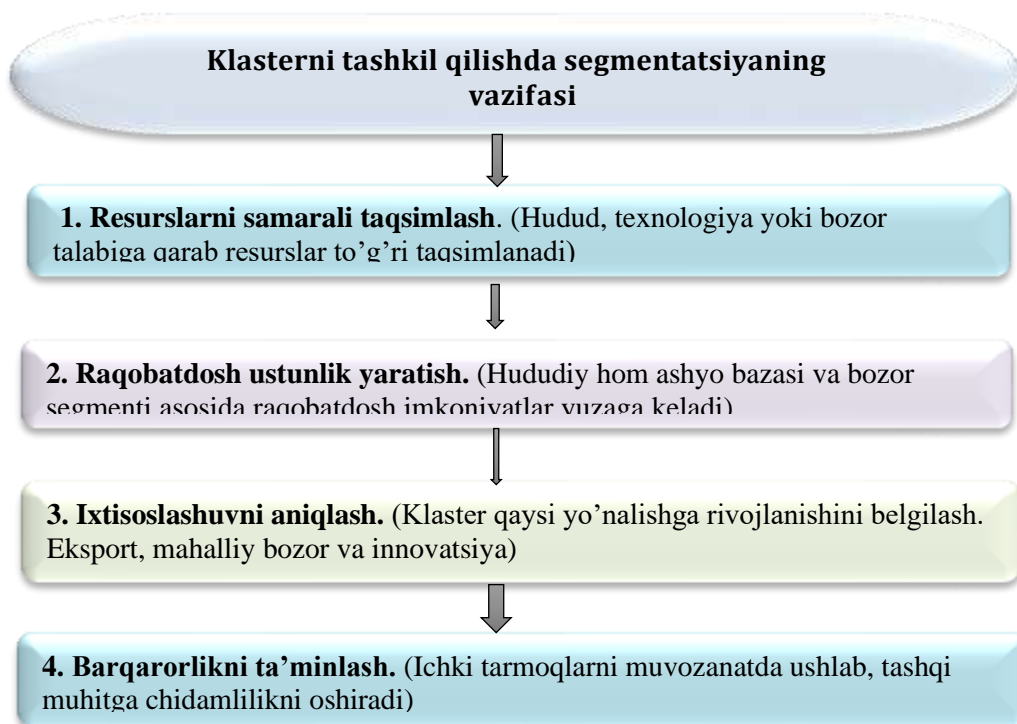 Klasterni tashkil qilishda segmentatsiyaning
vazifasi
1. Resurslarni samarali taqsimlash. (Hudud, texnologiya yoki bozor
talabiga qarab resurslar to’g’ri taqsimlanadi)
2. Raqobatdosh ustunlik yaratish. (Hududiy hom ashyo bazasi va bozor
segmenti asosida raqobatdosh imkoniyatlar yuzaga keladi)
3. Ixtisoslashuvni aniqlash. (Klaster qaysi yo’nalishga rivojlanishini belgilash.
Eksport, mahalliy bozor va innovatsiya)
4. Barqarorlikni ta’minlash. (Ichki tarmoqlarni muvozanatda ushlab, tashqi
muhitga chidamlilikni oshiradi)